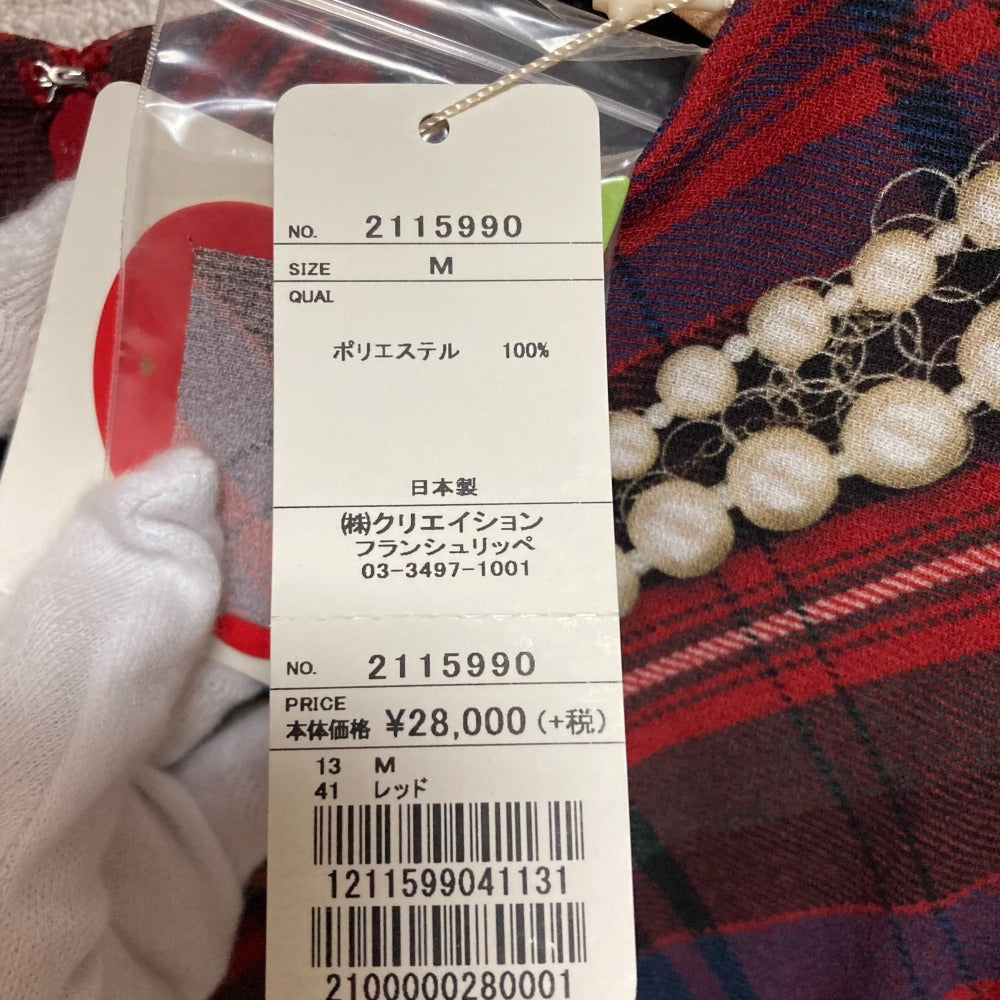 NO. 2115990
SIZE M
QUAL
ポリエステル 100%
日本製
㈱クリエイション
フランシュリッペ
03-3497-1001
NO. 2115990
PRICE
本体価格 ¥28,000 (+税)
13 M
41 レッド
1211599041131
2100000280001